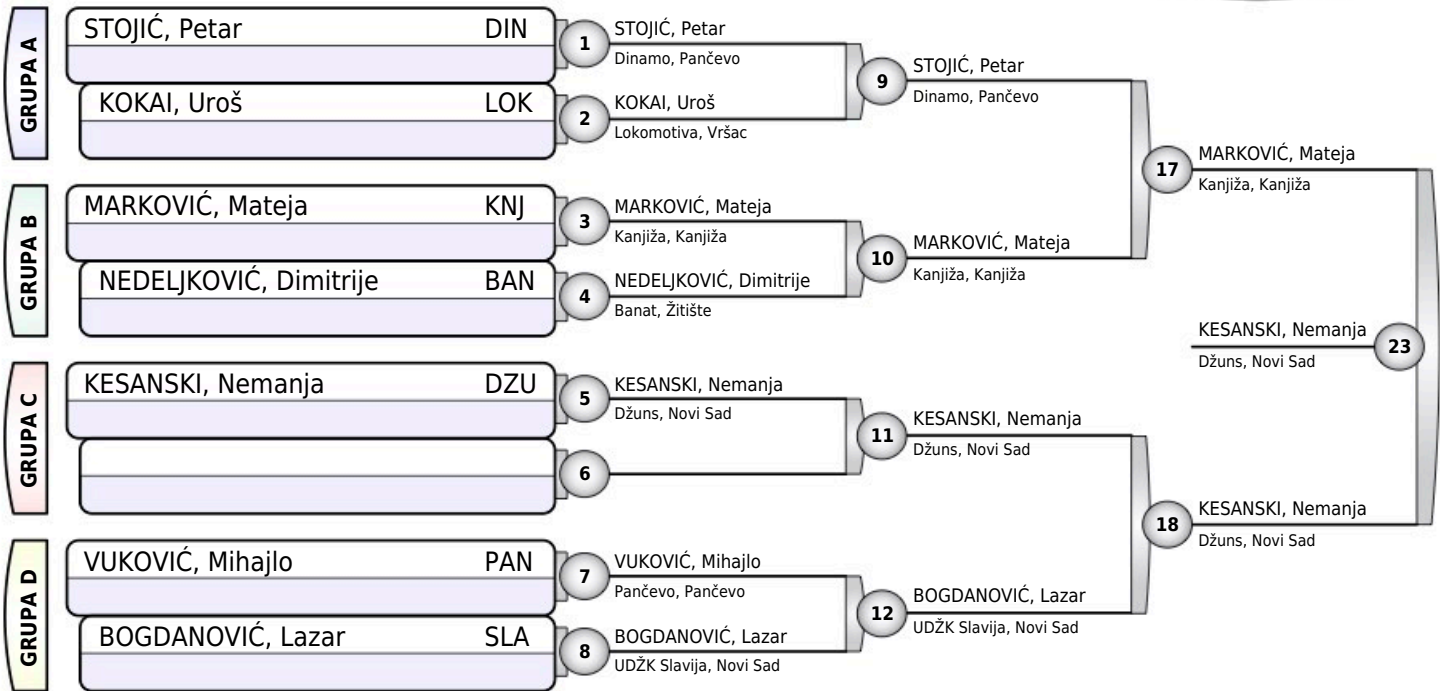 GRUPA A
STOJIĆ, Petar DIN
KOKAI, Uroš LOK
GRUPA B
MARKOVIĆ, Mateja KNJ
NEDELJKOVIĆ, Dimitrije BAN
GRUPA C
KESANSKI, Nemanja DZU
GRUPA D
VUKOVIĆ, Mihajlo PAN
BOGDANOVIĆ, Lazar SLA
1
STOJIĆ, Petar
Dinamo, Pančevo
2
KOKAI, Uroš
Lokomotiva, Vršac
3
MARKOVIĆ, Mateja
Kanjiža, Kanjiža
4
NEDELJKOVIĆ, Dimitrije
Banat, Žitište
5
KESANSKI, Nemanja
Džuns, Novi Sad
6
7
VUKOVIĆ, Mihajlo
Pančevo, Pančevo
8
BOGDANOVIĆ, Lazar
UDŽK Slavija, Novi Sad
9
STOJIĆ, Petar
Dinamo, Pančevo
10
MARKOVIĆ, Mateja
Kanjiža, Kanjiža
11
KESANSKI, Nemanja
Džuns, Novi Sad
12
BOGDANOVIĆ, Lazar
UDŽK Slavija, Novi Sad
17
MARKOVIĆ, Mateja
Kanjiža, Kanjiža
18
KESANSKI, Nemanja
Džuns, Novi Sad
KESANSKI, Nemanja
Džuns, Novi Sad
23